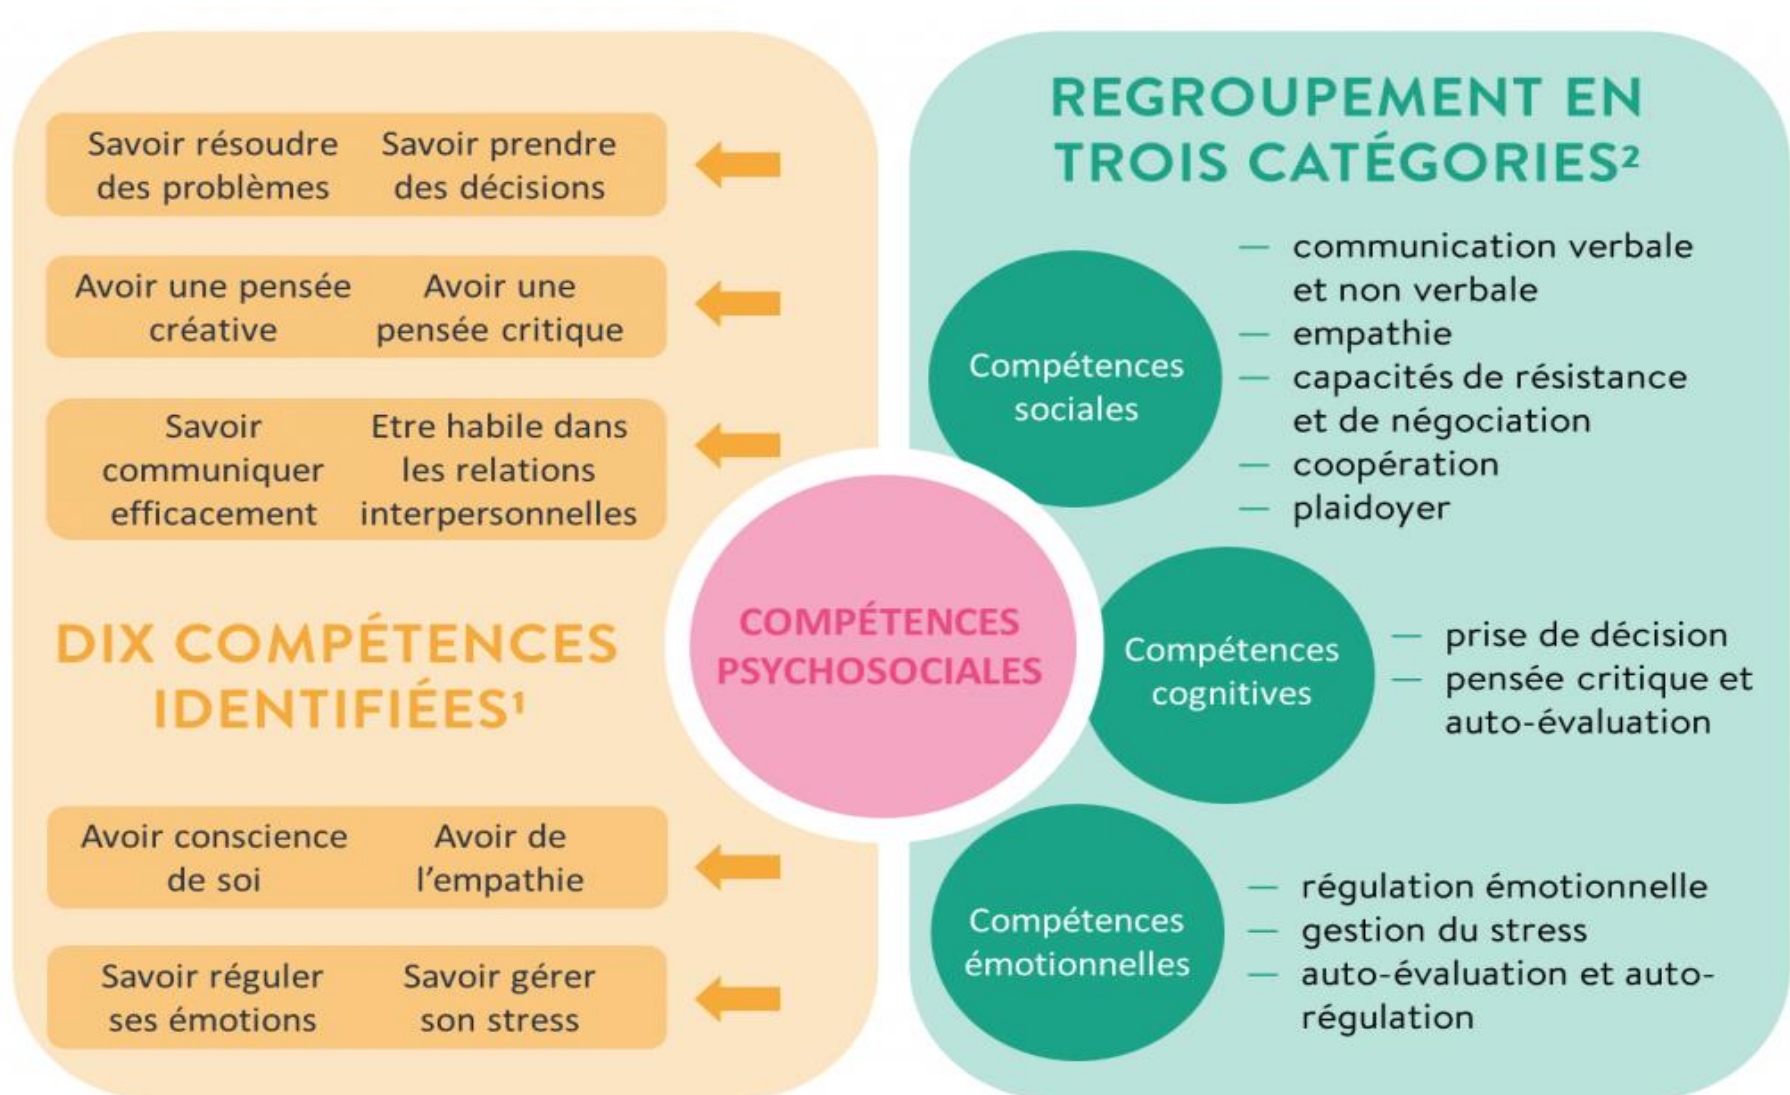 Savoir résoudre
des problèmes
Savoir prendre
des décisions
Avoir une pensée
créative
Avoir une
pensée critique
Savoir
communiquer
efficacement
Etre habile dans
les relations
interpersonnelles
DIX COMPÉTENCES
IDENTIFIÉES¹
Avoir conscience
de soi
Avoir de
l'empathie
Savoir réguler
ses émotions
Savoir gérer
son stress
COMPÉTENCES
PSYCHOSOCIALES
REGROUPEMENT EN
TROIS CATÉGORIES²
Compétences
sociales
— communication verbale
et non verbale
— empathie
— capacités de résistance
et de négociation
— coopération
— plaidoyer
Compétences
cognitives
— prise de décision
— pensée critique et
auto-évaluation
Compétences
émotionnelles
— régulation émotionnelle
— gestion du stress
— auto-évaluation et auto-
régulation